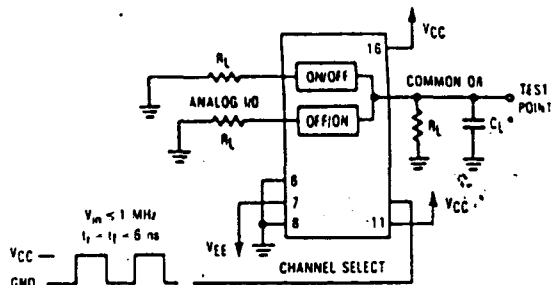 16
VCC
RL
ON/OFF
COMMON O/I
TEST
POINT
ANALOG I/O
OFF/ON
RL
RL
CL*
6
7
8
11
VCC
VEE
Vin ≤ 1 MHz
tr = tf = 6 ns
VCC
GND
CHANNEL SELECT